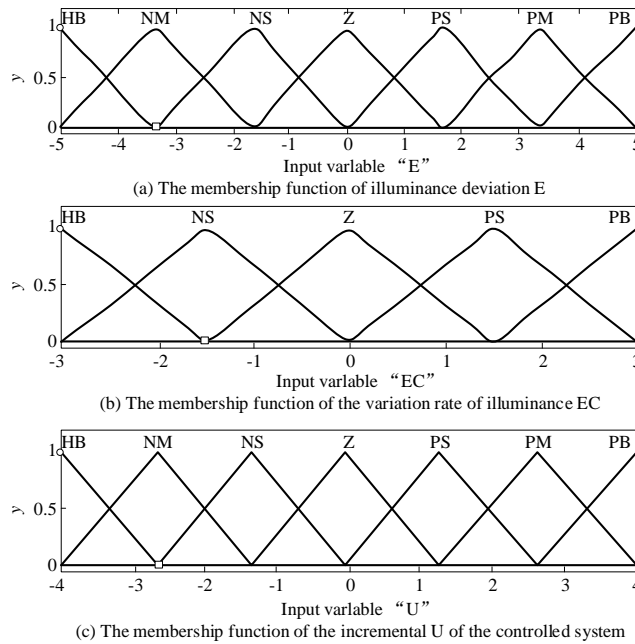 HB NM NS Z PS PM PB
1
0.5
0
y
-5 -4 -3 -2 -1 0 1 2 3 4 5
Input varlable “E”
(a) The membership function of illuminance deviation E
HB NS Z PS PB
1
0.5
0
y
-3 -2 -1 0 1 2 3
Input varlable “EC”
(b) The membership function of the variation rate of illuminance EC
HB NM NS Z PS PM PB
1
0.5
0
y
-4 -3 -2 -1 0 1 2 3 4
Input varlable “U”
(c) The membership function of the incremental U of the controlled system